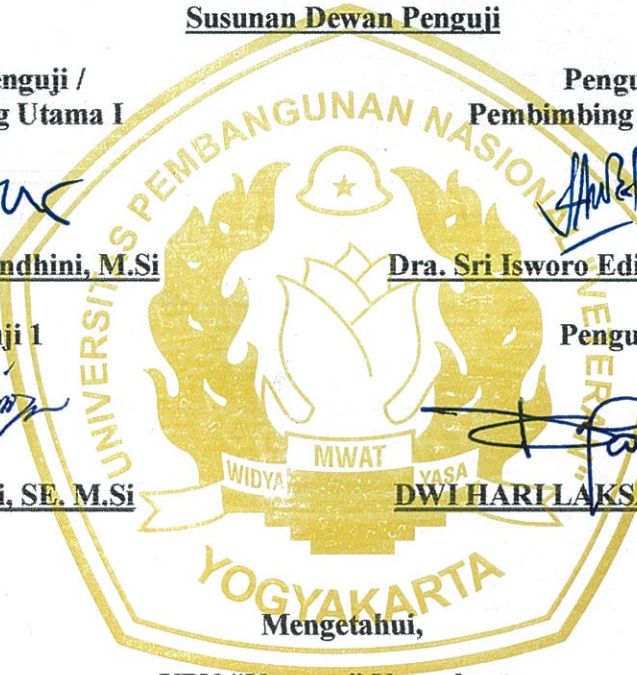 Susunan Dewan Penguji
enguji / Pengu
g Utama I Pembimbing
ndhini, M.Si Dra. Sri Isworo Edi
ji 1 Pengu
i, SE. M.Si DWI HARI LAKS
UNIVERSITAS PEMBANGUNAN NASIONAL "VETERAN"
WIDYA MWAT YASA
YOGYAKARTA
Mengetahui,